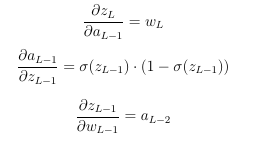 ∂z_L / ∂a_{L−1} = w_L
∂a_{L−1} / ∂z_{L−1} = σ(z_{L−1}) · (1 − σ(z_{L−1}))
∂z_{L−1} / ∂w_{L−1} = a_{L−2}